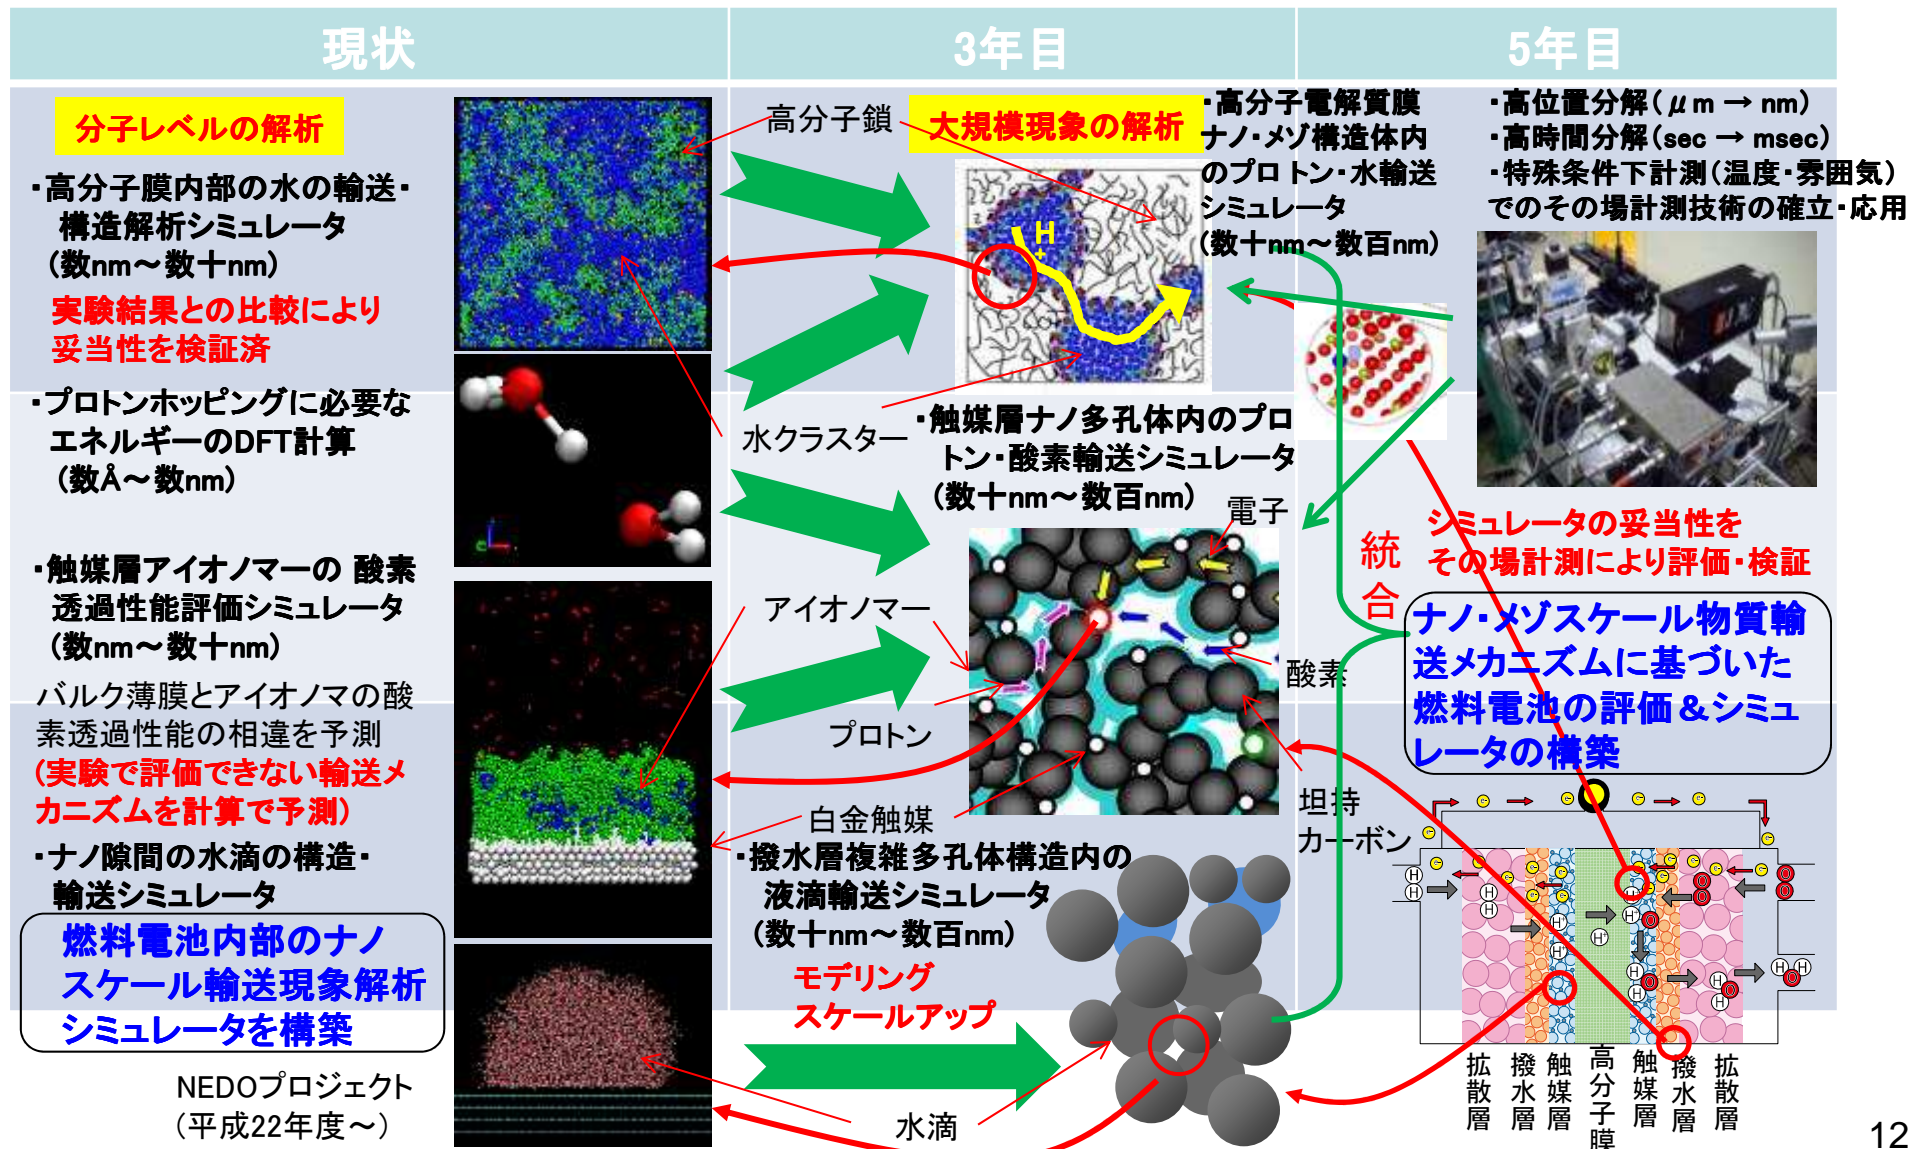 現状
3年目
5年目
分子レベルの解析
・高分子膜内部の水の輸送・
構造解析シミュレータ
(数nm～数十nm)
実験結果との比較により
妥当性を検証済
・プロトンホッピングに必要な
エネルギーのDFT計算
(数Å～数nm)
・触媒層アイオノマーの 酸素
透過性能評価シミュレータ
(数nm～数十nm)
バルク薄膜とアイオノマの酸
素透過性能の相違を予測
(実験で評価できない輸送メ
カニズムを計算で予測)
・ナノ隙間の水滴の構造・
輸送シミュレータ
燃料電池内部のナノ
スケール輸送現象解析
シミュレータを構築
NEDOプロジェクト
(平成22年度～)
高分子鎖
水クラスター
アイオノマー
プロトン
白金触媒
水滴
大規模現象の解析
・高分子電解質膜
ナノ・メゾ構造体内
のプロトン・水輸送
シミュレータ
(数十nm～数百nm)
H
+
・触媒層ナノ多孔体内のプロ
トン・酸素輸送シミュレータ
(数十nm～数百nm)
電子
酸素
坦持
カーボン
・撥水層複雑多孔体構造内の
液滴輸送シミュレータ
(数十nm～数百nm)
モデリング
スケールアップ
・高位置分解(μm → nm)
・高時間分解(sec → msec)
・特殊条件下計測(温度・雰囲気)
でのその場計測技術の確立・応用
シミュレータの妥当性を
その場計測により評価・検証
統合
ナノ・メゾスケール物質輸
送メカニズムに基づいた
燃料電池の評価&シミュ
レータの構築
拡散層
撥水層
触媒層
高分子膜
触媒層
撥水層
拡散層
12